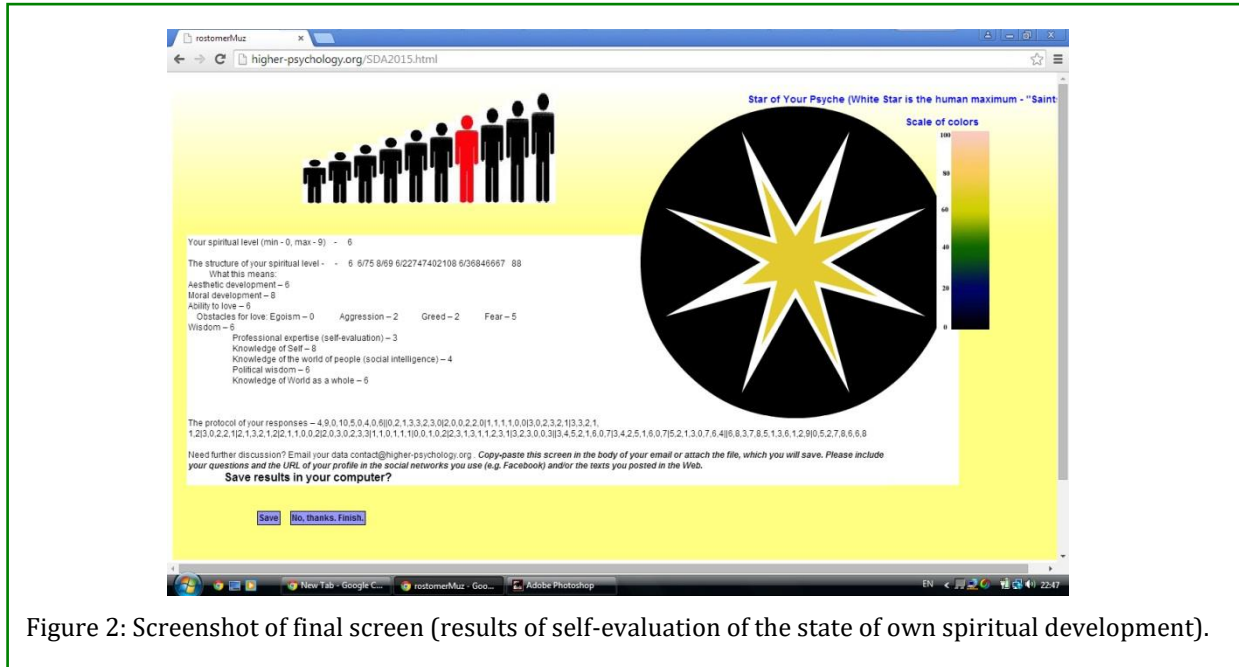 rostomerMuz
higher-psychology.org/SDA2015.html
Star of Your Psyche (White Star is the human maximum - "Saint
Scale of colors
100
80
60
40
20
0
Your spiritual level (min - 0, max - 9) - 6
The structure of your spiritual level - - 6 6/75 8/69 6/22747402108 6/36846667 88
What this means:
Aesthetic development – 6
Moral development – 8
Ability to love – 6
Obstacles for love: Egoism – 0 Aggression – 2 Greed – 2 Fear – 5
Wisdom – 6
Professional expertise (self-evaluation) – 3
Knowledge of Self – 8
Knowledge of the world of people (social intelligence) – 4
Political wisdom – 6
Knowledge of World as a whole – 6
The protocol of your responses – 4,9,0,10,5,0,4,0,6||0,2,1,3,3,2,3,0|2,0,0,2,2,0|1,1,1,1,0,0|3,0,2,3,2,1|3,3,2,1,
1,2|3,0,2,2,1|2,1,3,2,1,2|2,1,1,0,0,2|2,0,3,0,2,3,3|1,1,0,1,1,1|0,0,1,0,2|2,3,1,3,1,1,2,3,1|3,2,3,0,0,3||3,4,5,2,1,6,0,7|3,4,2,5,1,6,0,7|5,2,1,3,0,7,6,4||6,8,3,7,8,5,1,3,6,1,2,9|0,5,2,7,8,6,6,8
Need further discussion? Email your data contact@higher-psychology.org . Copy-paste this screen in the body of your email or attach the file, which you will save. Please include
your questions and the URL of your profile in the social networks you use (e.g. Facebook) and/or the texts you posted in the Web.
Save results in your computer?
Save No, thanks. Finish.
New Tab - Google C... rostomerMuz - Goo... Adobe Photoshop EN 22:47
Figure 2: Screenshot of final screen (results of self-evaluation of the state of own spiritual development).